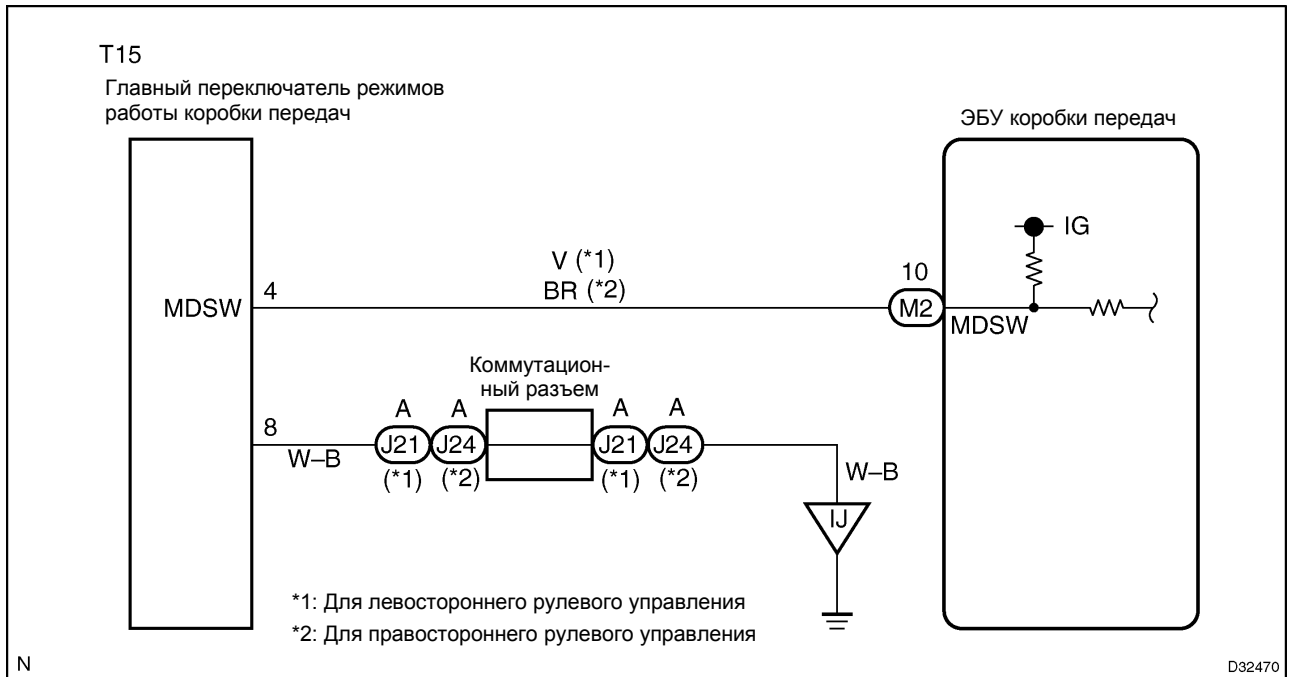 T15
Главный переключатель режимов
работы коробки передач
ЭБУ коробки передач
IG
V (*1)
BR (*2)
10
MDSW
4
M2
MDSW
Коммутацион-
ный разъем
8
W–B
A
A
A
A
J21
J24
J21
J24
(*1)
(*2)
(*1)
(*2)
W–B
IJ
*1: Для левостороннего рулевого управления
*2: Для правостороннего рулевого управления
N
D32470